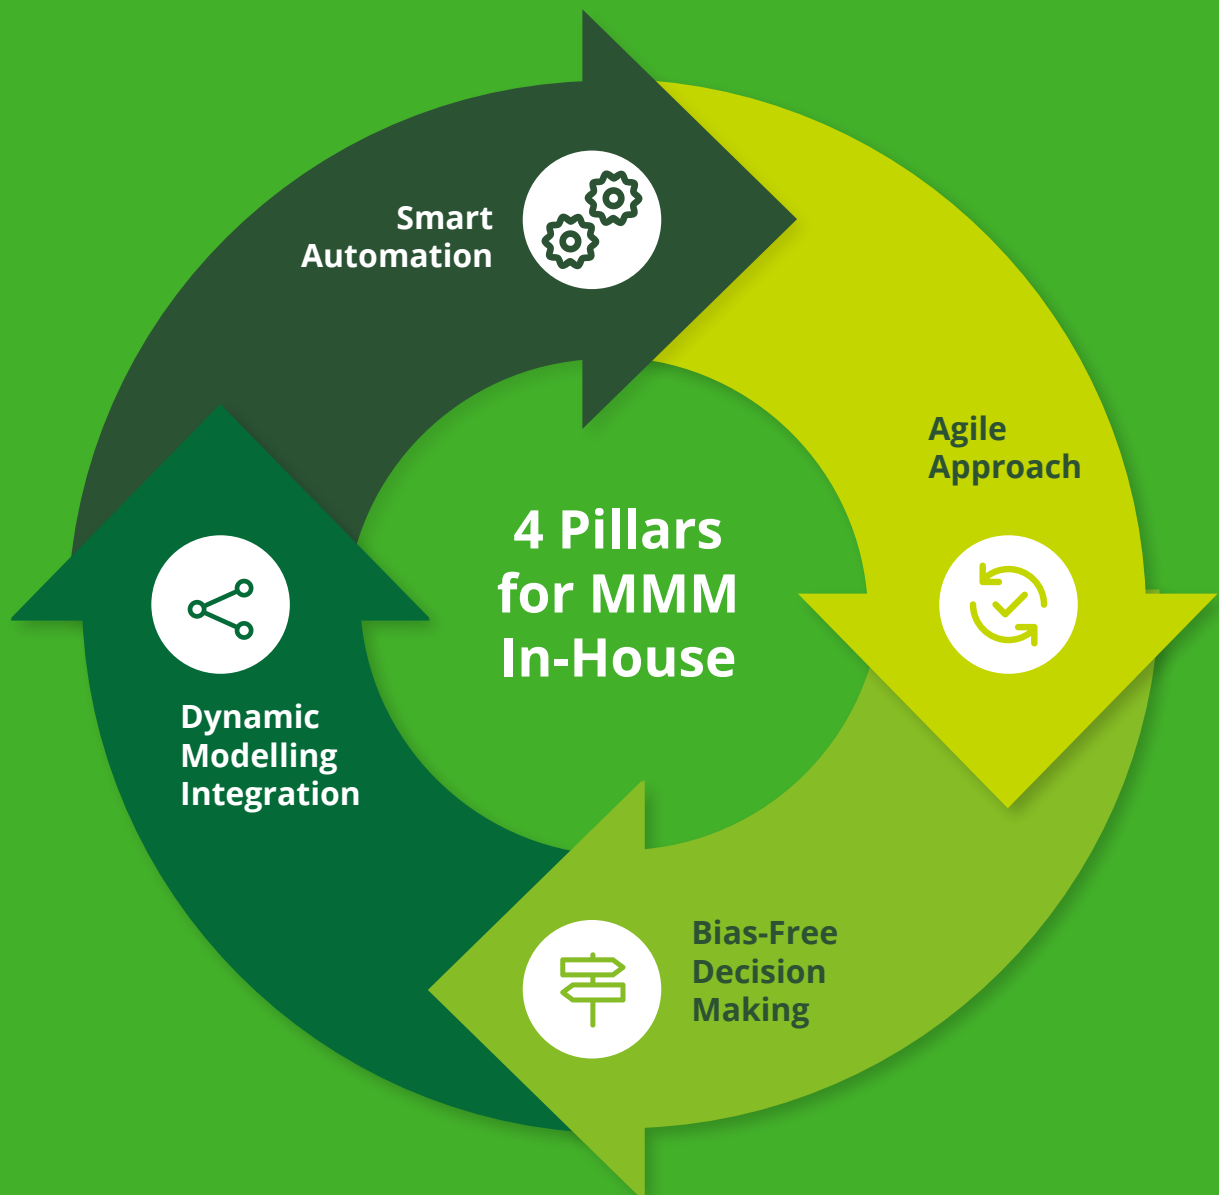 Smart
Automation
Agile
Approach
4 Pillars
for MMM
In-House
Dynamic
Modelling
Integration
Bias-Free
Decision
Making